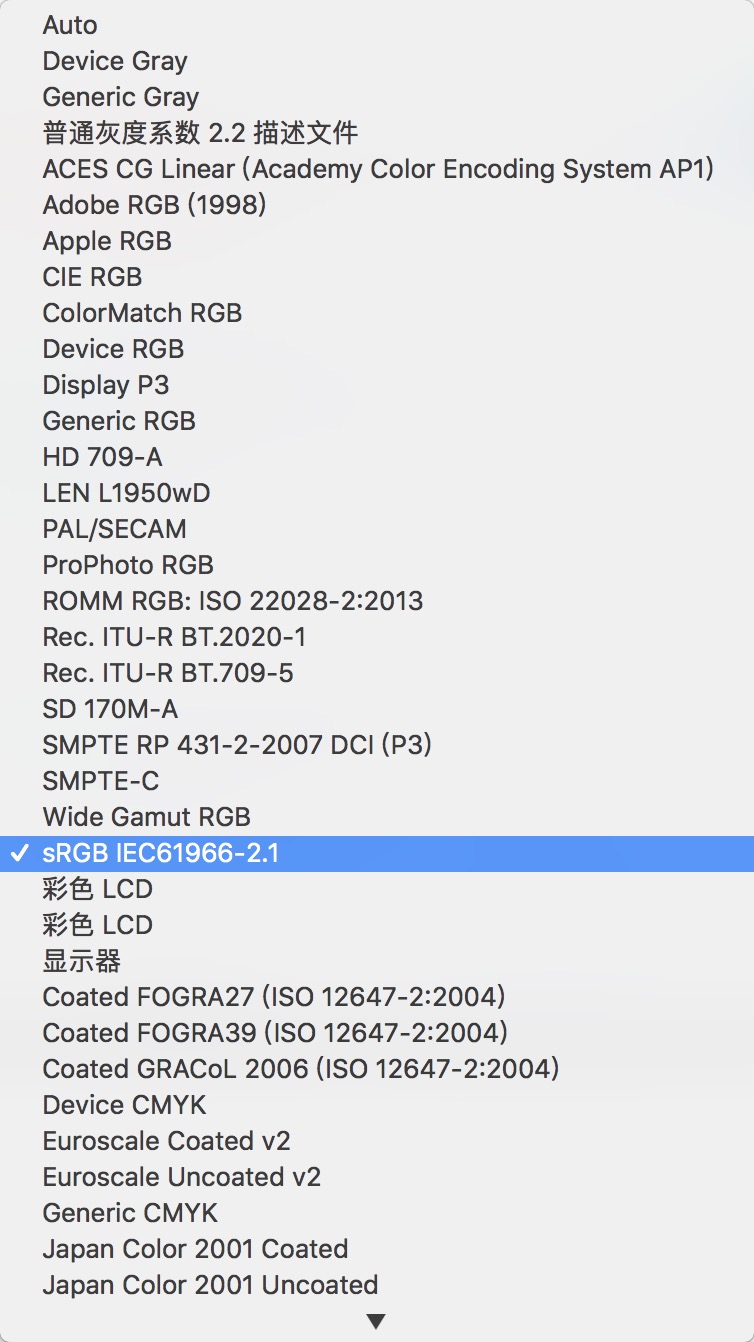 Auto
Device Gray
Generic Gray
普通灰度系数 2.2 描述文件
ACES CG Linear (Academy Color Encoding System AP1)
Adobe RGB (1998)
Apple RGB
CIE RGB
ColorMatch RGB
Device RGB
Display P3
Generic RGB
HD 709-A
LEN L1950wD
PAL/SECAM
ProPhoto RGB
ROMM RGB: ISO 22028-2:2013
Rec. ITU-R BT.2020-1
Rec. ITU-R BT.709-5
SD 170M-A
SMPTE RP 431-2-2007 DCI (P3)
SMPTE-C
Wide Gamut RGB
sRGB IEC61966-2.1
彩色 LCD
彩色 LCD
显示器
Coated FOGRA27 (ISO 12647-2:2004)
Coated FOGRA39 (ISO 12647-2:2004)
Coated GRACoL 2006 (ISO 12647-2:2004)
Device CMYK
Euroscale Coated v2
Euroscale Uncoated v2
Generic CMYK
Japan Color 2001 Coated
Japan Color 2001 Uncoated